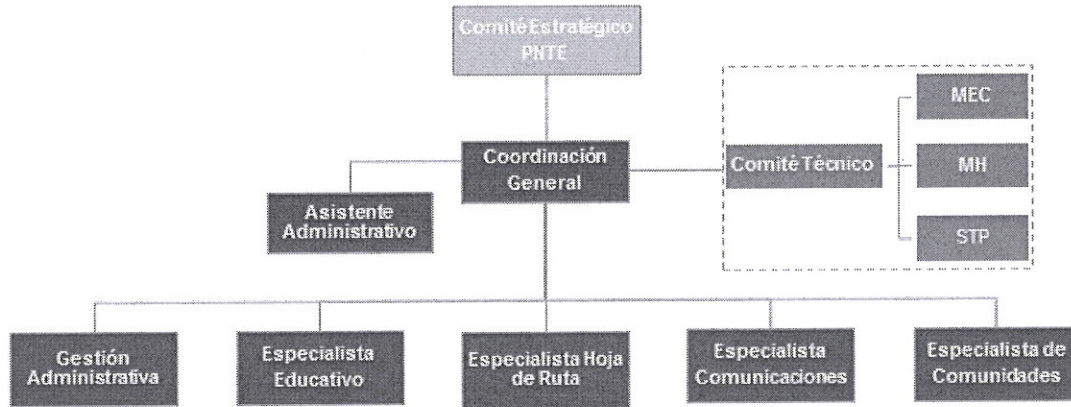 Comité Estratégico
PNTE
MEC
Coordinación
General
Comité Técnico
MH
Asistente
Administrativo
STP
Gestión
Administrativa
Especialista
Educativo
Especialista Hoja
de Ruta
Especialista
Comunicaciones
Especialista de
Comunidades